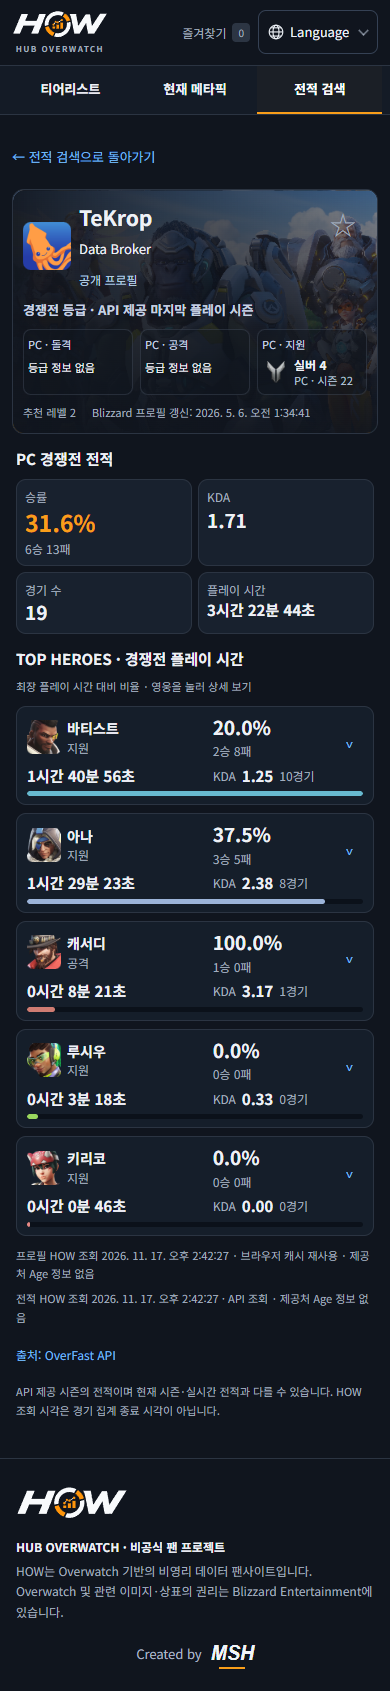 HOW
HUB OVERWATCH
즐겨찾기 0
Language
티어리스트 현재 메타픽 전적 검색
← 전적 검색으로 돌아가기
TeKrop
Data Broker
공개 프로필
경쟁전 등급 · API 제공 마지막 플레이 시즌
PC · 돌격
등급 정보 없음
PC · 공격
등급 정보 없음
PC · 지원
실버 4
PC · 시즌 22
추천 레벨 2 Blizzard 프로필 갱신: 2026. 5. 6. 오전 1:34:41
PC 경쟁전 전적
승률
31.6%
6승 13패
KDA
1.71
경기 수
19
플레이 시간
3시간 22분 44초
TOP HEROES · 경쟁전 플레이 시간
최장 플레이 시간 대비 비율 · 영웅을 눌러 상세 보기
바티스트
지원
20.0%
2승 8패
1시간 40분 56초
KDA 1.25 10경기
아나
지원
37.5%
3승 5패
1시간 29분 23초
KDA 2.38 8경기
캐서디
공격
100.0%
1승 0패
0시간 8분 21초
KDA 3.17 1경기
루시우
지원
0.0%
0승 0패
0시간 3분 18초
KDA 0.33 0경기
키리코
지원
0.0%
0승 0패
0시간 0분 46초
KDA 0.00 0경기
프로필 HOW 조회 2026. 11. 17. 오후 2:42:27 · 브라우저 캐시 재사용 · 제공
처 Age 정보 없음
전적 HOW 조회 2026. 11. 17. 오후 2:42:27 · API 조회 · 제공처 Age 정보 없
음
출처: OverFast API
API 제공 시즌의 전적이며 현재 시즌·실시간 전적과 다를 수 있습니다. HOW
조회 시각은 경기 집계 종료 시각이 아닙니다.
HOW
HUB OVERWATCH · 비공식 팬 프로젝트
HOW는 Overwatch 기반의 비영리 데이터 팬사이트입니다.
Overwatch 및 관련 이미지·상표의 권리는 Blizzard Entertainment에
있습니다.
Created by MSH